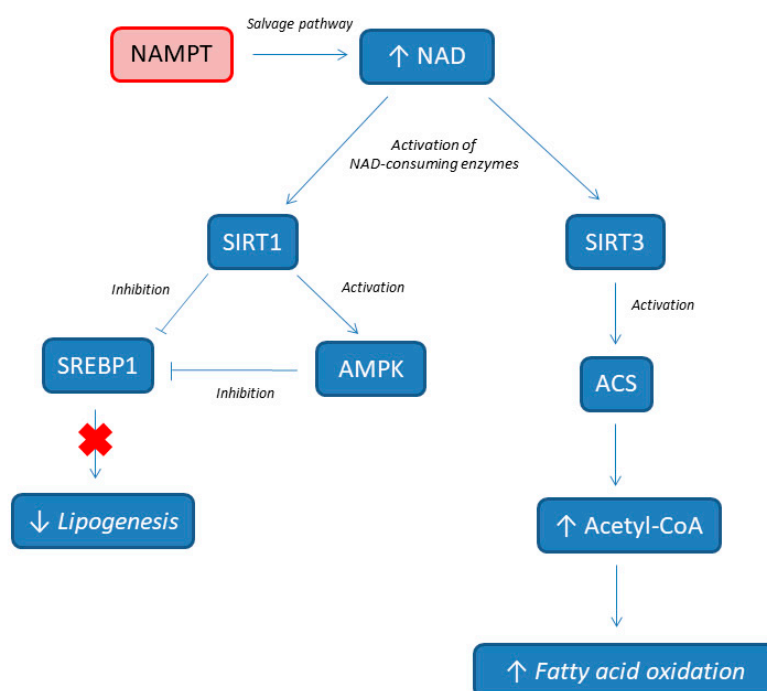 Salvage pathway
NAMPT
↑ NAD
Activation of
NAD-consuming enzymes
SIRT1
SIRT3
Inhibition
Activation
Activation
SREBP1
AMPK
ACS
Inhibition
↓ Lipogenesis
↑ Acetyl-CoA
↑ Fatty acid oxidation